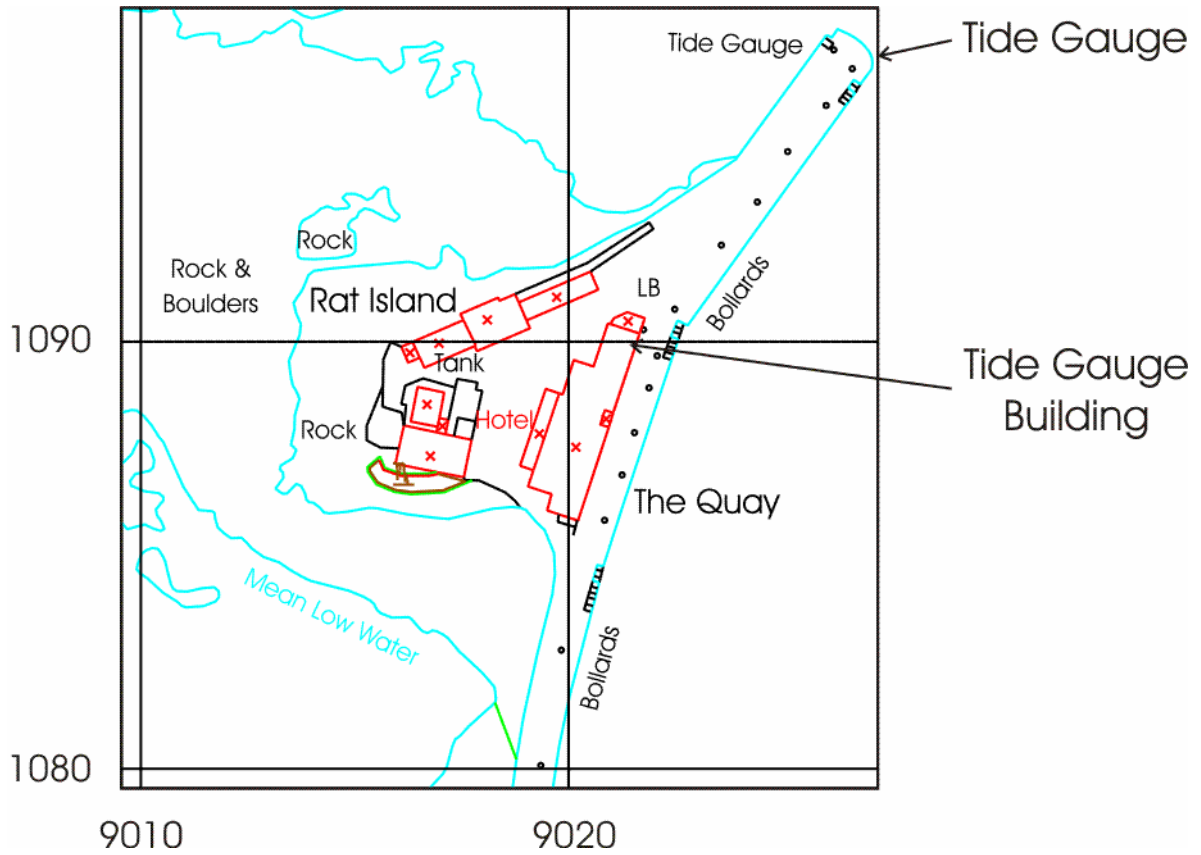 Tide Gauge
Tide Gauge
Rock
Rock &
Boulders
Rat Island
LB
Bollards
1090
Tank
Tide Gauge
Building
Rock
Hotel
The Quay
Mean Low Water
Bollards
1080
9010
9020